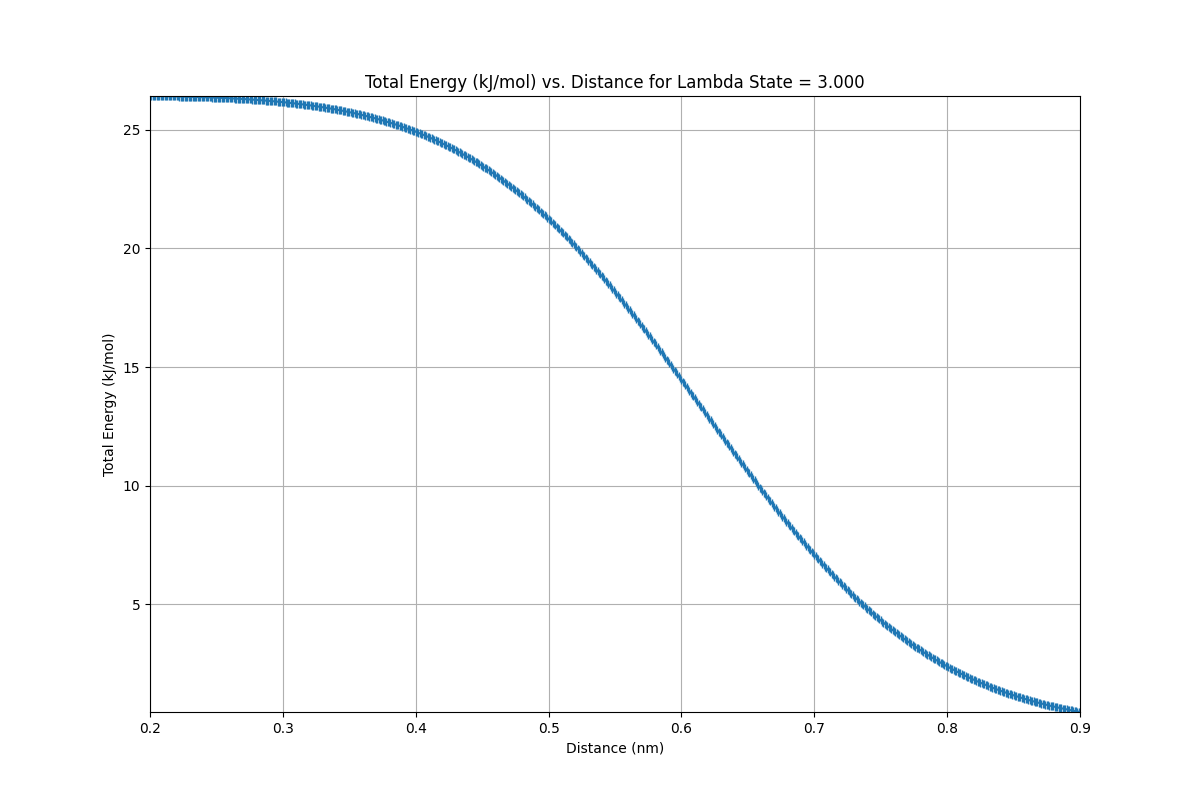 Total Energy (kJ/mol) vs. Distance for Lambda State = 3.000
Total Energy (kJ/mol)
25
20
15
10
5
0.2 0.3 0.4 0.5 0.6 0.7 0.8 0.9
Distance (nm)